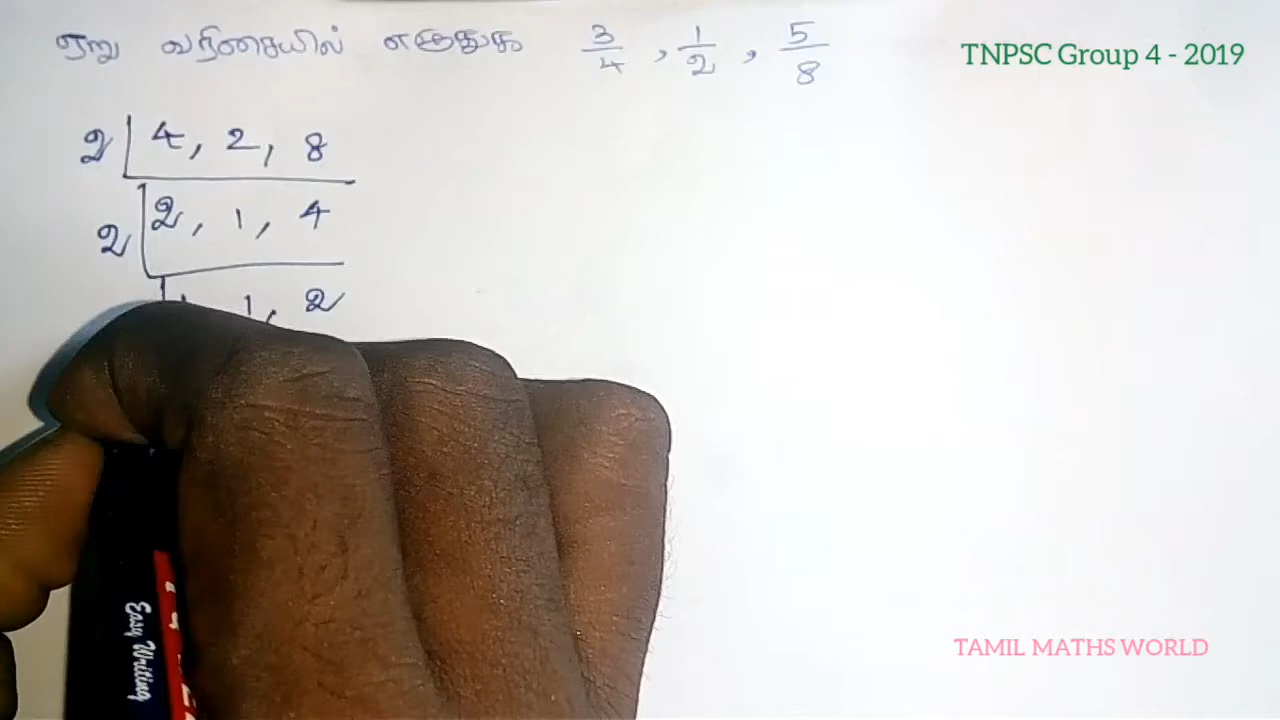 ஏறு வரிசையில் எழுதுக 3/4 , 1/2 , 5/8
TNPSC Group 4 - 2019
2 | 4, 2, 8
2 | 2, 1, 4
1, 2
Easy Writing
TAMIL MATHS WORLD